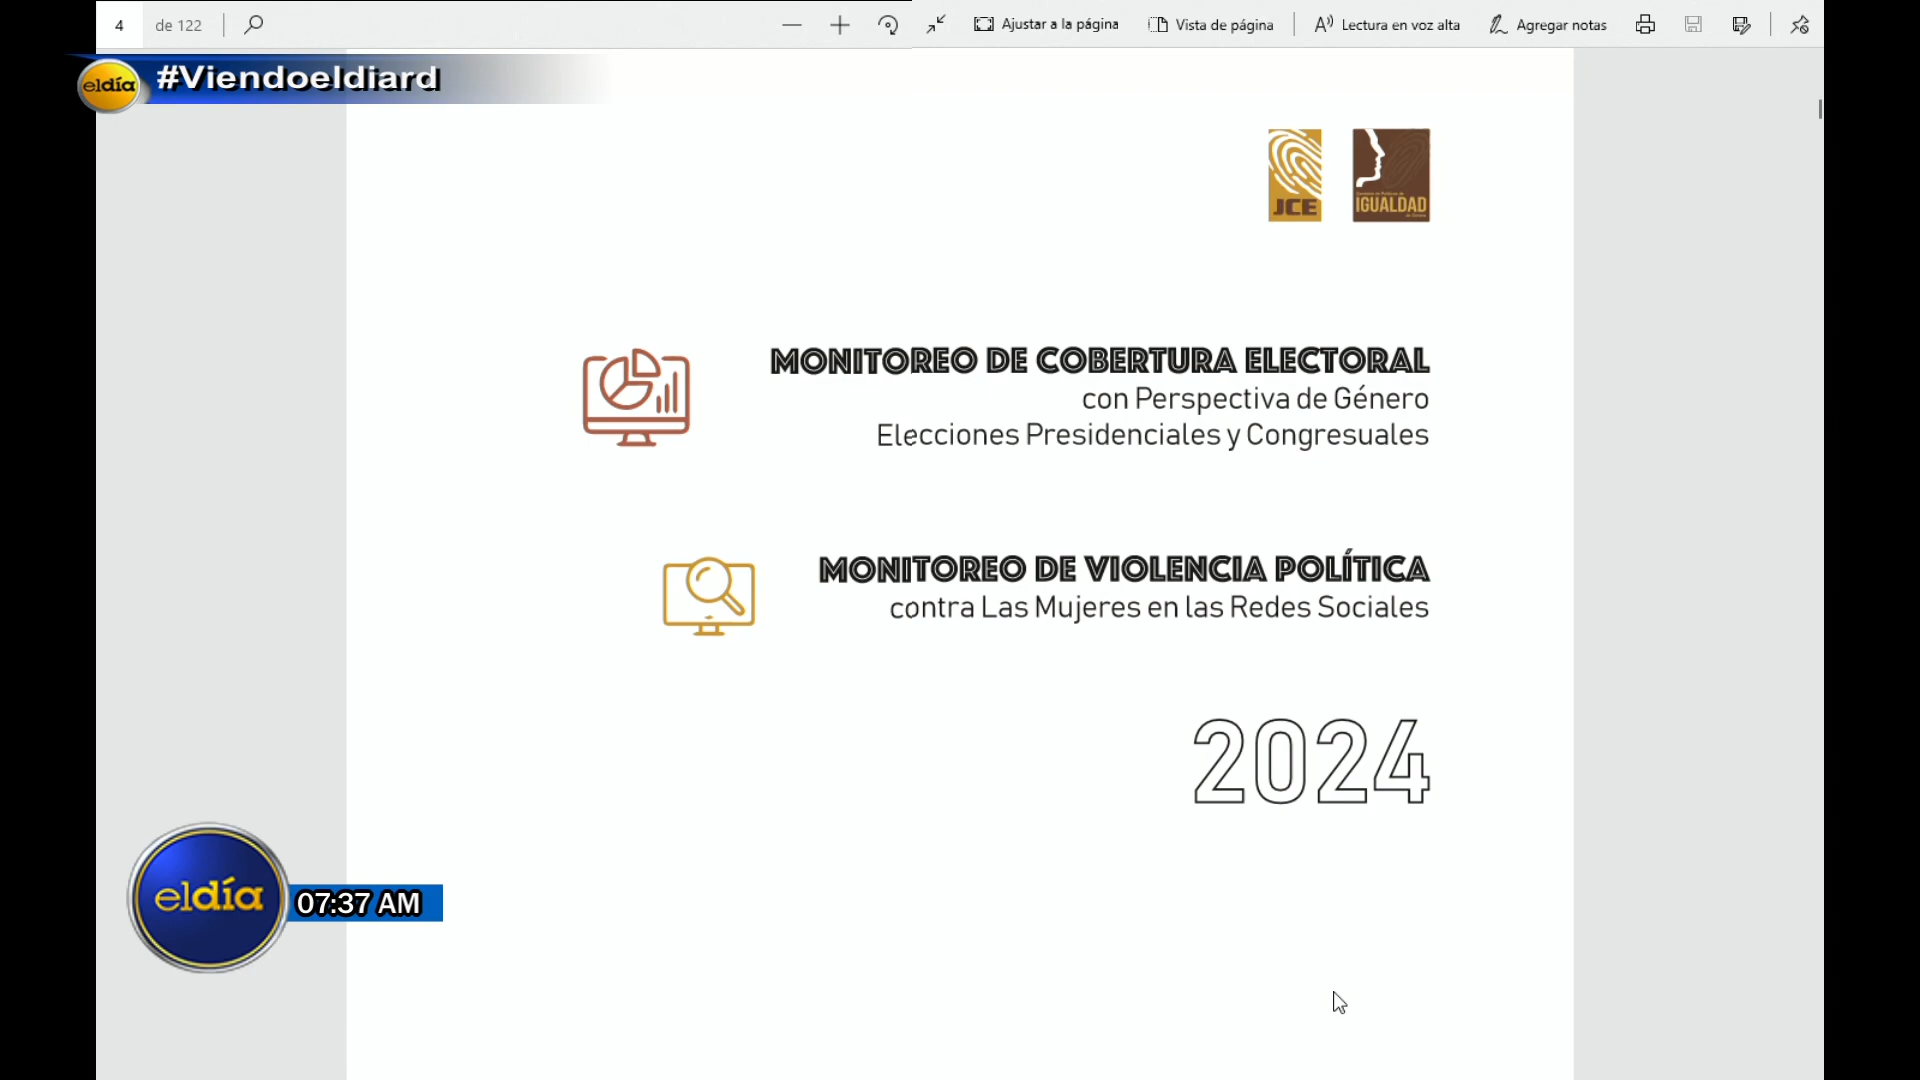 4 de 122 Ajustar a la página Vista de página Lectura en voz alta Agregar notas
eldía #Viendoeldiard
JCE
IGUALDAD
MONITOREO DE COBERTURA ELECTORAL
con Perspectiva de Género
Elecciones Presidenciales y Congresuales
MONITOREO DE VIOLENCIA POLÍTICA
contra Las Mujeres en las Redes Sociales
2024
eldía 07:37 AM